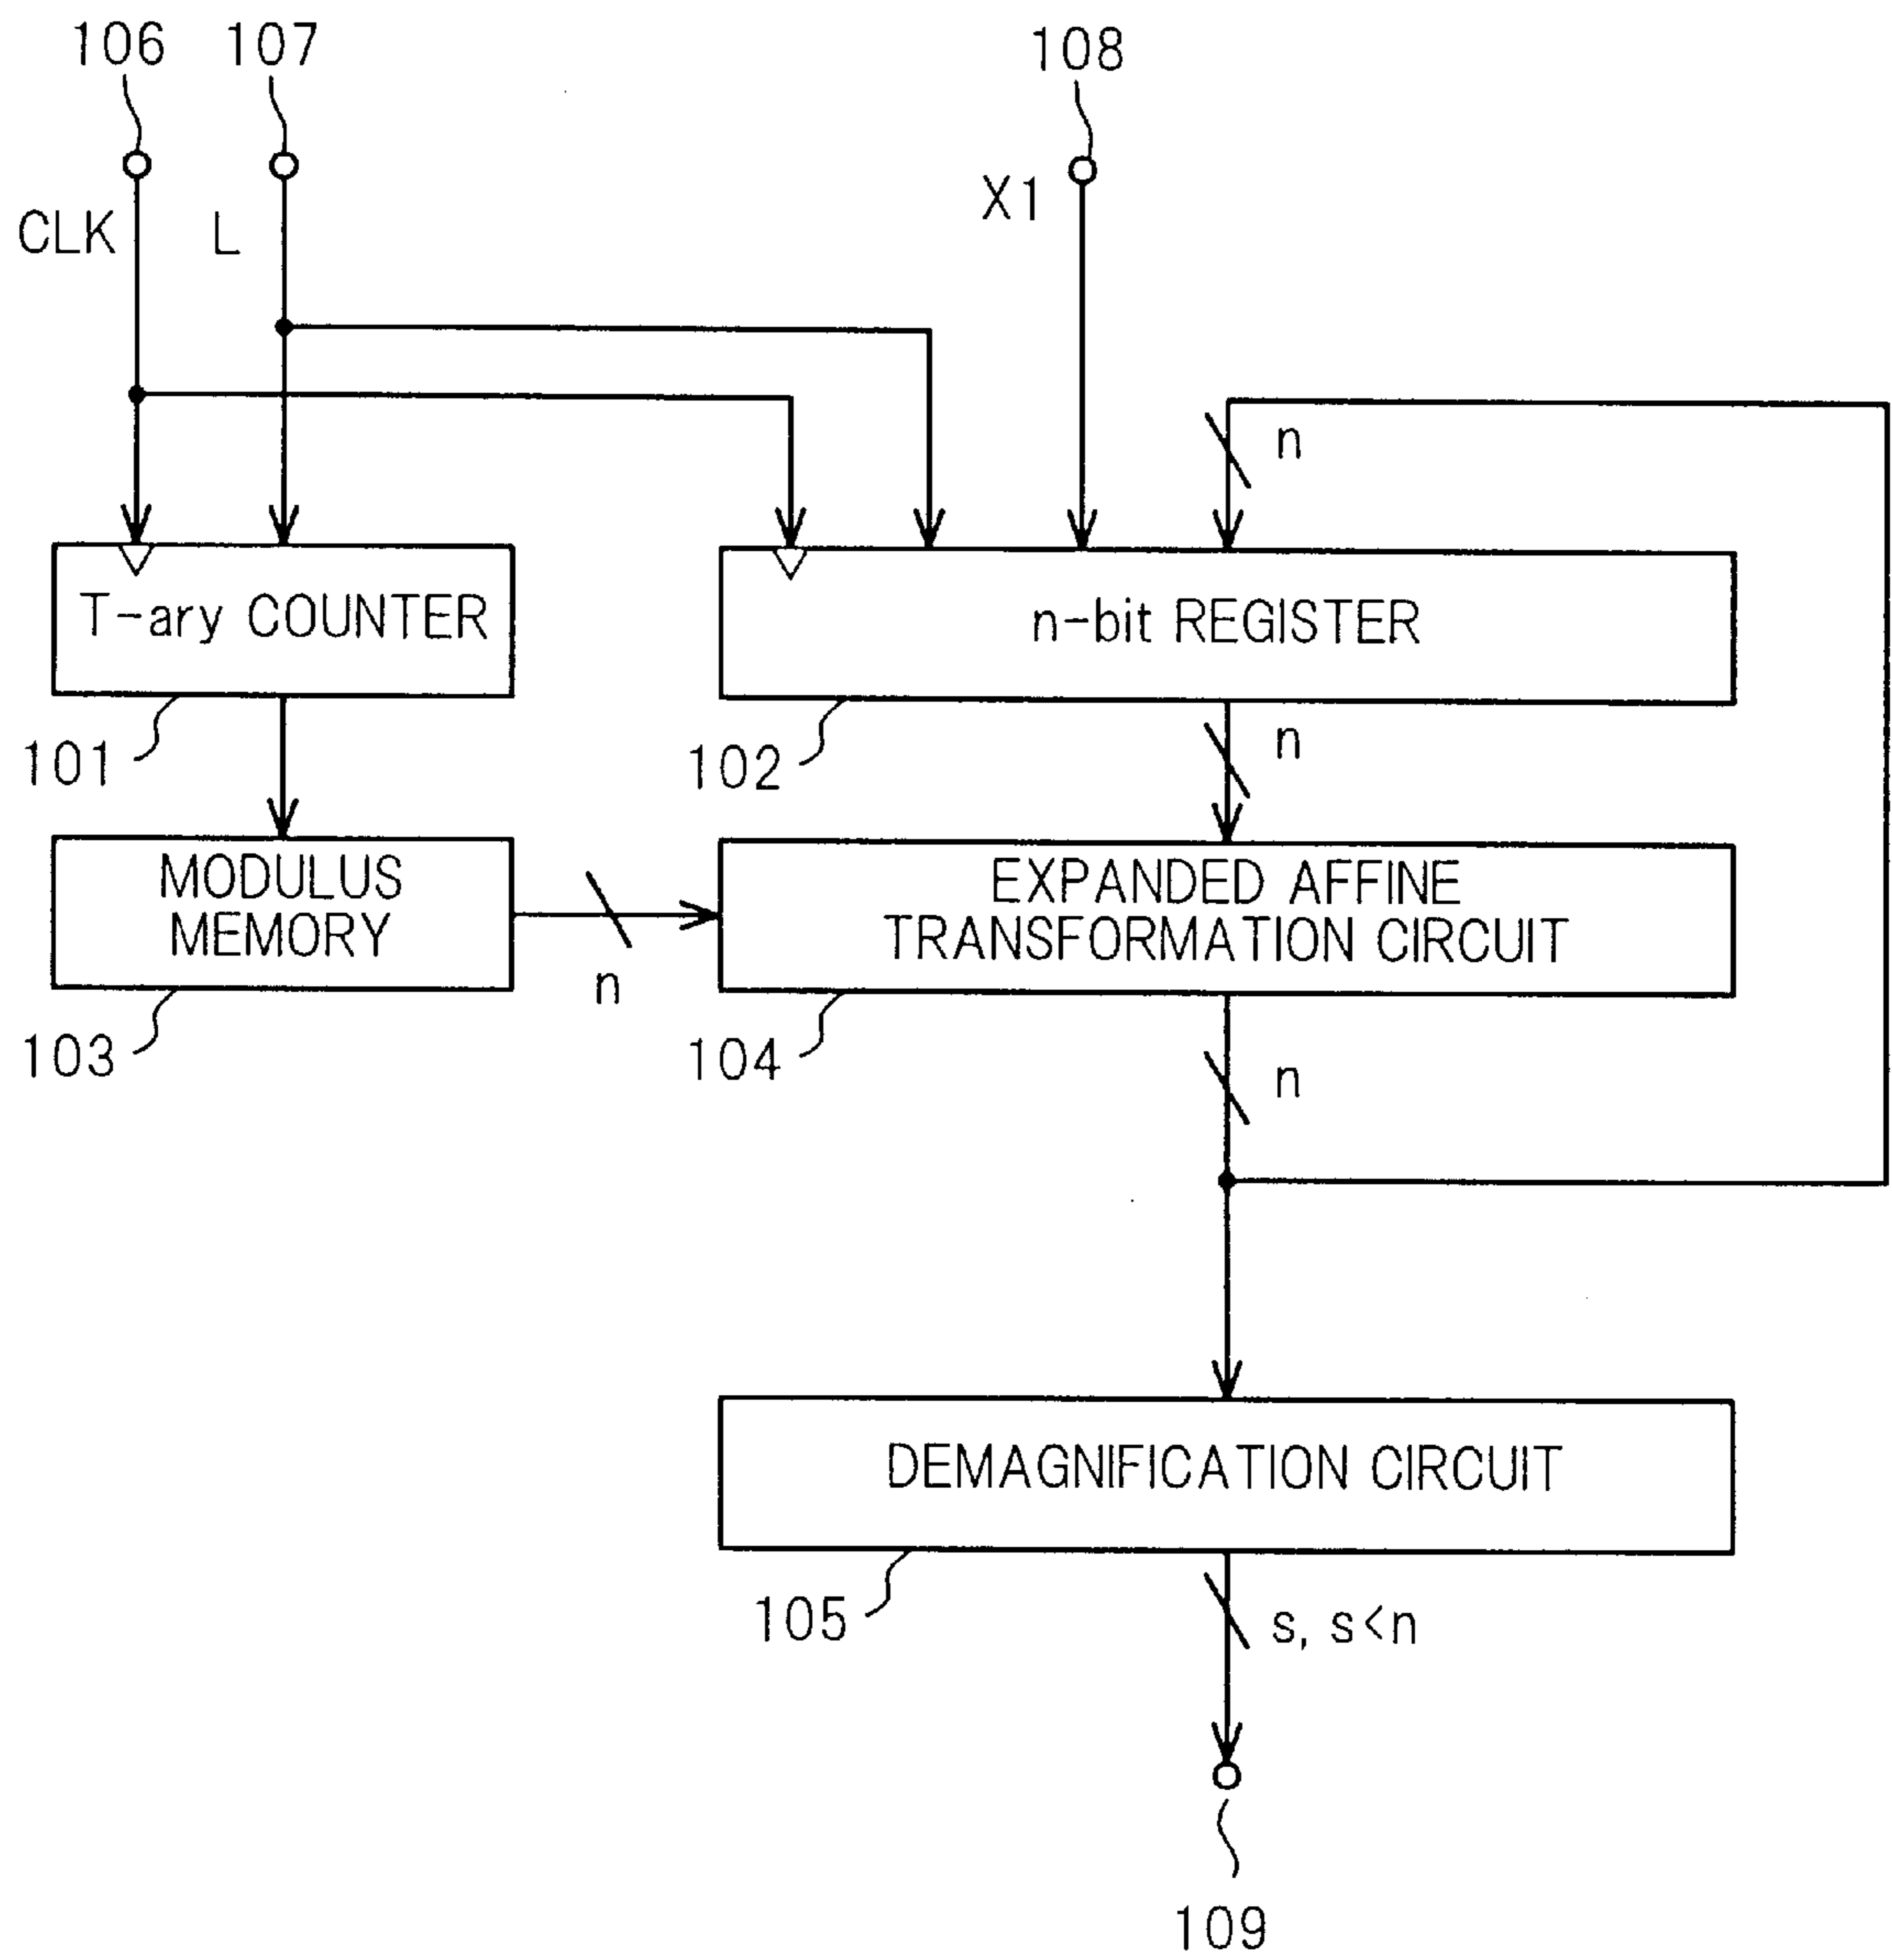 106
107
108
CLK
L
X1
n
T-ary COUNTER
n-bit REGISTER
101
102
n
MODULUS
MEMORY
n
EXPANDED AFFINE
TRANSFORMATION CIRCUIT
103
104
n
DEMAGNIFICATION CIRCUIT
105
s, s<n
109